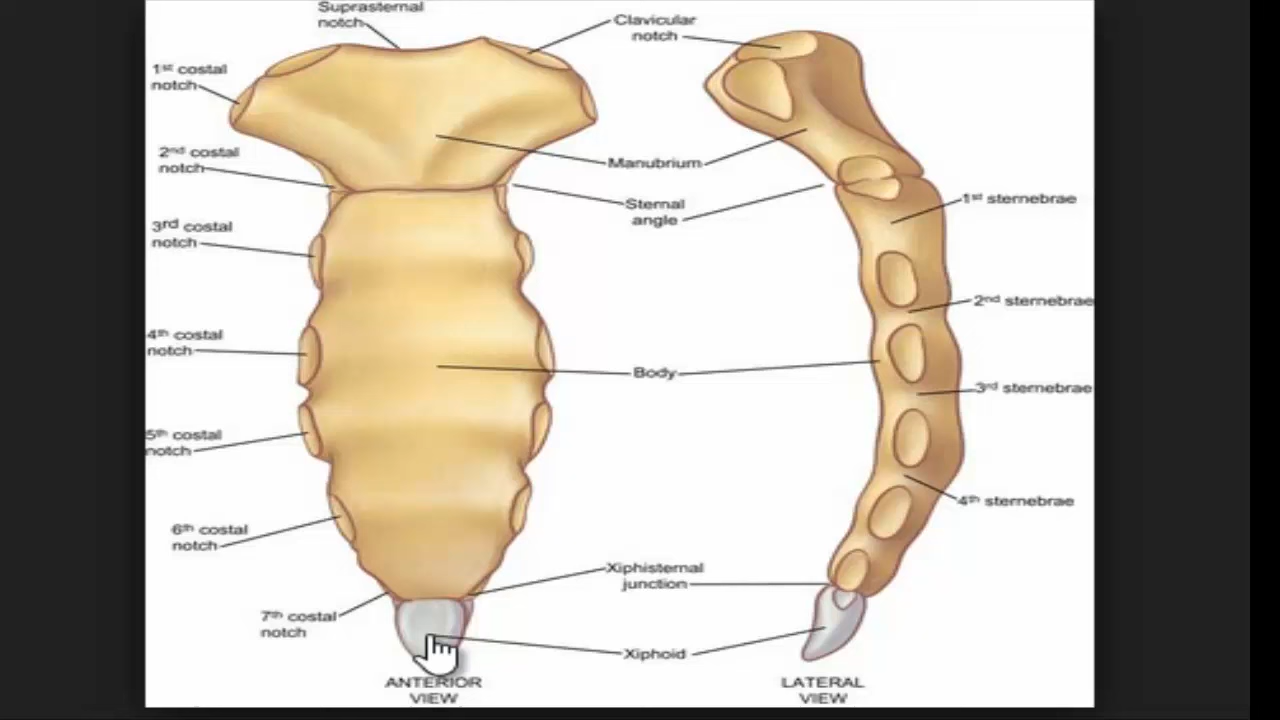 Suprasternal
notch
Clavicular
notch
1st costal
notch
2nd costal
notch
Manubrium
Sternal
angle
1st sternebrae
3rd costal
notch
2nd sternebrae
4th costal
notch
Body
3rd sternebrae
5th costal
notch
4th sternebrae
6th costal
notch
Xiphisternal
junction
7th costal
notch
Xiphoid
ANTERIOR
VIEW
LATERAL
VIEW